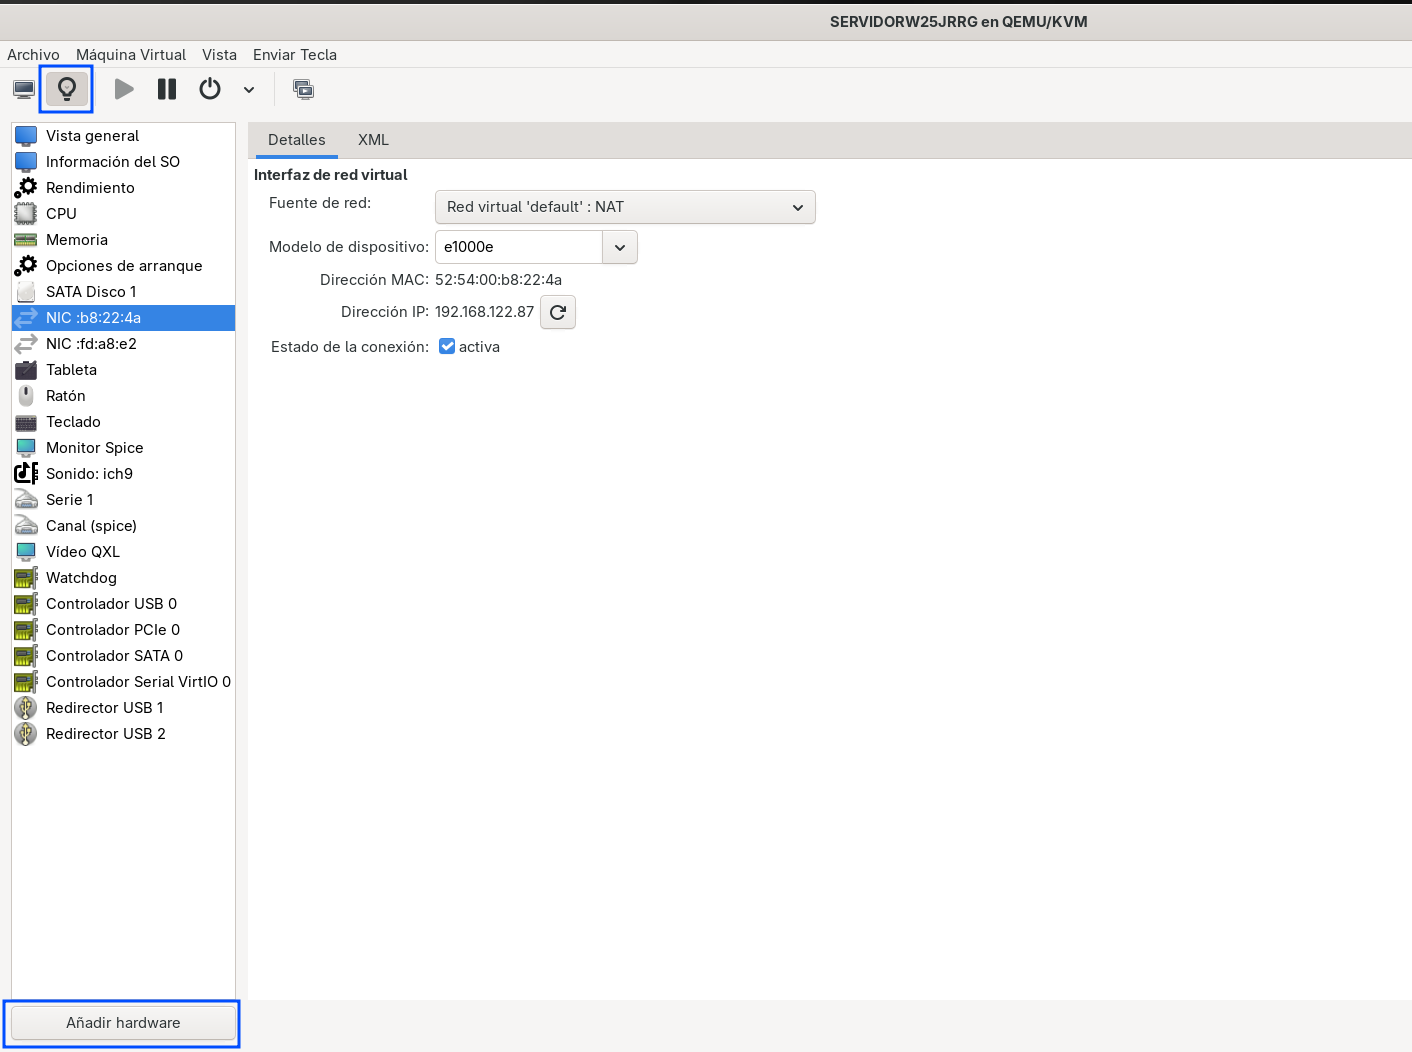 SERVIDORW25JRRG en QEMU/KVM
Archivo Máquina Virtual Vista Enviar Tecla
Vista general
Información del SO
Rendimiento
CPU
Memoria
Opciones de arranque
SATA Disco 1
NIC :b8:22:4a
NIC :fd:a8:e2
Tableta
Ratón
Teclado
Monitor Spice
Sonido: ich9
Serie 1
Canal (spice)
Vídeo QXL
Watchdog
Controlador USB 0
Controlador PCIe 0
Controlador SATA 0
Controlador Serial VirtIO 0
Redirector USB 1
Redirector USB 2
Añadir hardware
Detalles XML
Interfaz de red virtual
Fuente de red: Red virtual 'default' : NAT
Modelo de dispositivo: e1000e
Dirección MAC: 52:54:00:b8:22:4a
Dirección IP: 192.168.122.87
Estado de la conexión: activa